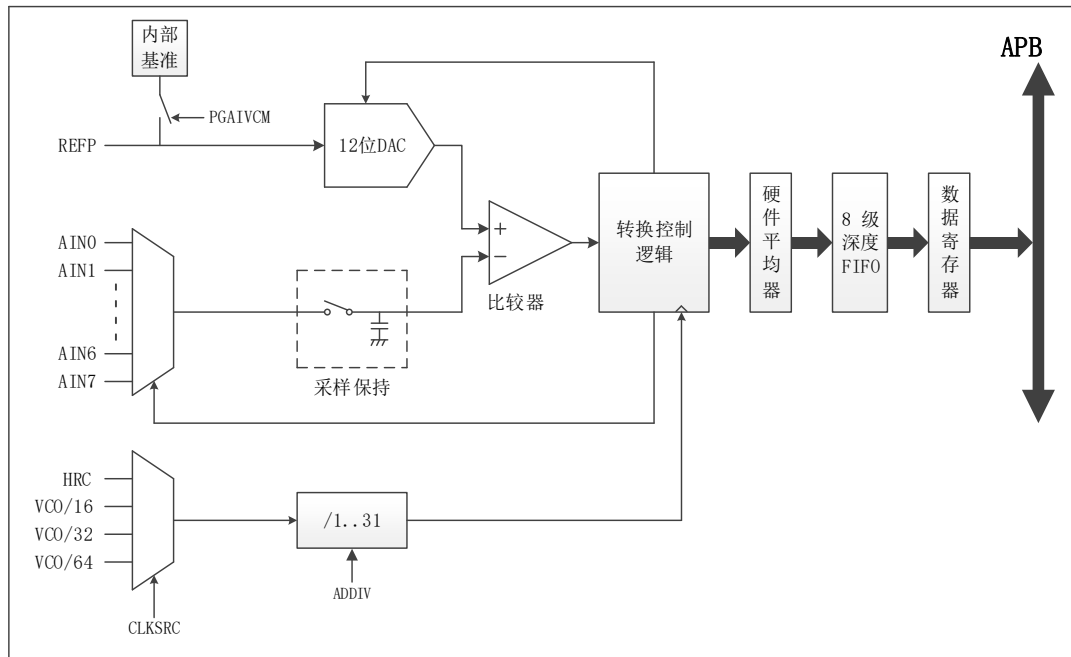 内部
基准
APB
PGAIVCM
REFP
12位DAC
AIN0
AIN1
AIN6
AIN7
+
−
比较器
采样保持
转换控制
逻辑
硬件平均器
8 级
深度
FIFO
数据寄存器
HRC
VCO/16
VCO/32
VCO/64
/1..31
ADDIV
CLKSRC